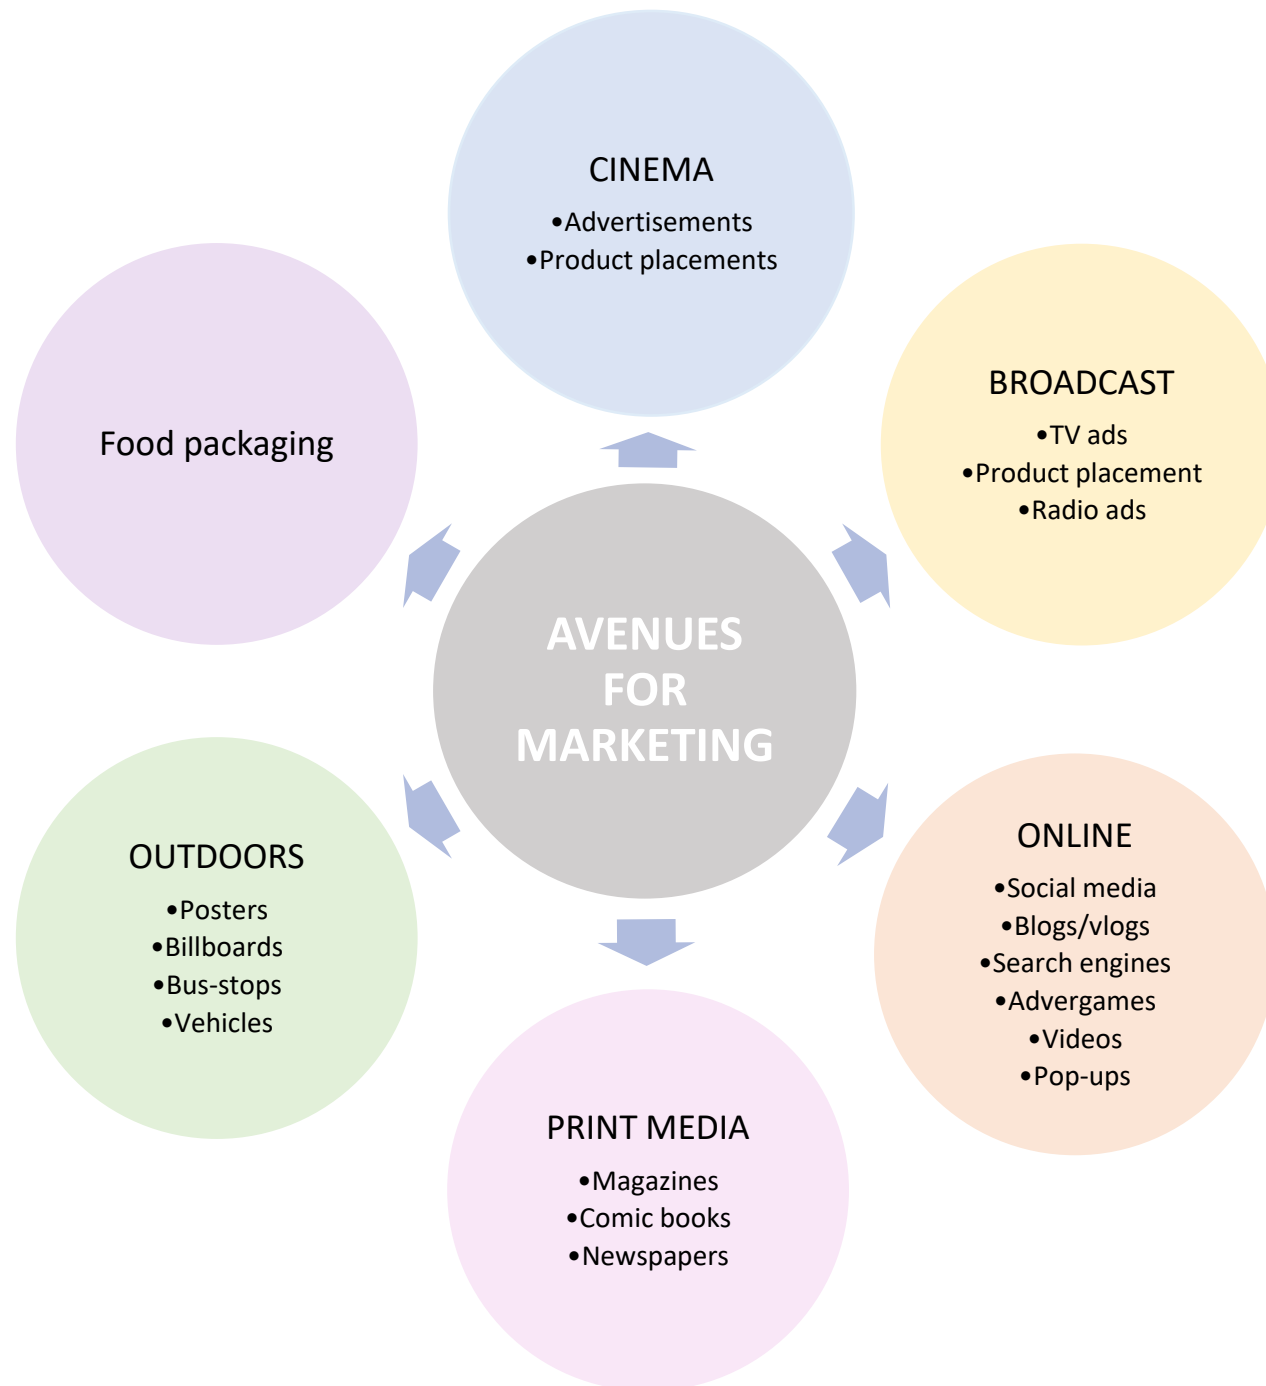 CINEMA
•Advertisements
•Product placements
BROADCAST
•TV ads
•Product placement
•Radio ads
Food packaging
AVENUES
FOR
MARKETING
ONLINE
•Social media
•Blogs/vlogs
•Search engines
•Advergames
•Videos
•Pop-ups
OUTDOORS
•Posters
•Billboards
•Bus-stops
•Vehicles
PRINT MEDIA
•Magazines
•Comic books
•Newspapers